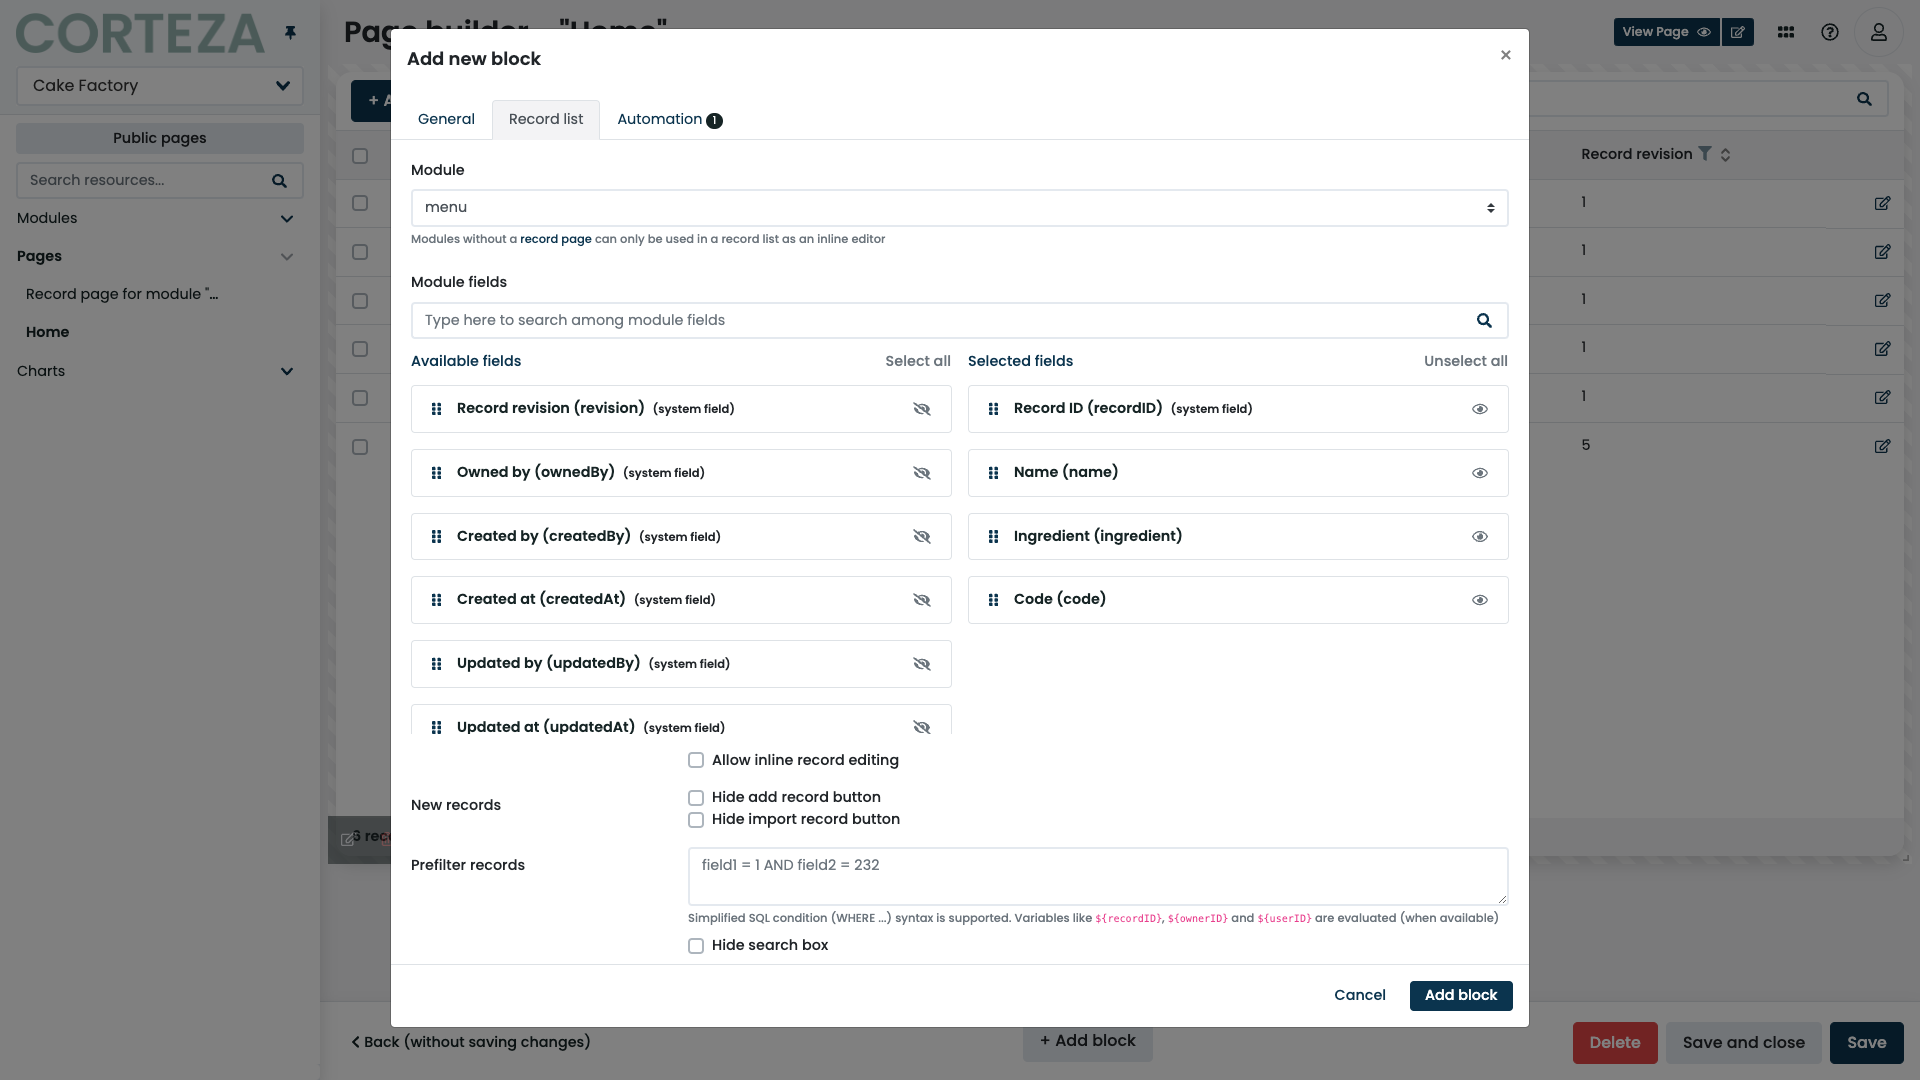 CORTEZA
Cake Factory
Public pages
Search resources...
Modules
Pages
Record page for module "...
Home
Charts
Page builder - "Home"
View Page
+ A
Record revision
1
1
1
1
1
5
6 rec
Add new block
×
General
Record list
Automation 1
Module
menu
Modules without a record page can only be used in a record list as an inline editor
Module fields
Type here to search among module fields
Available fields
Select all
Selected fields
Unselect all
Record revision (revision) (system field)
Record ID (recordID) (system field)
Owned by (ownedBy) (system field)
Name (name)
Created by (createdBy) (system field)
Ingredient (ingredient)
Created at (createdAt) (system field)
Code (code)
Updated by (updatedBy) (system field)
Updated at (updatedAt) (system field)
Allow inline record editing
New records
Hide add record button
Hide import record button
Prefilter records
field1 = 1 AND field2 = 232
Simplified SQL condition (WHERE ...) syntax is supported. Variables like ${recordID}, ${ownerID} and ${userID} are evaluated (when available)
Hide search box
Cancel
Add block
Back (without saving changes)
+ Add block
Delete
Save and close
Save